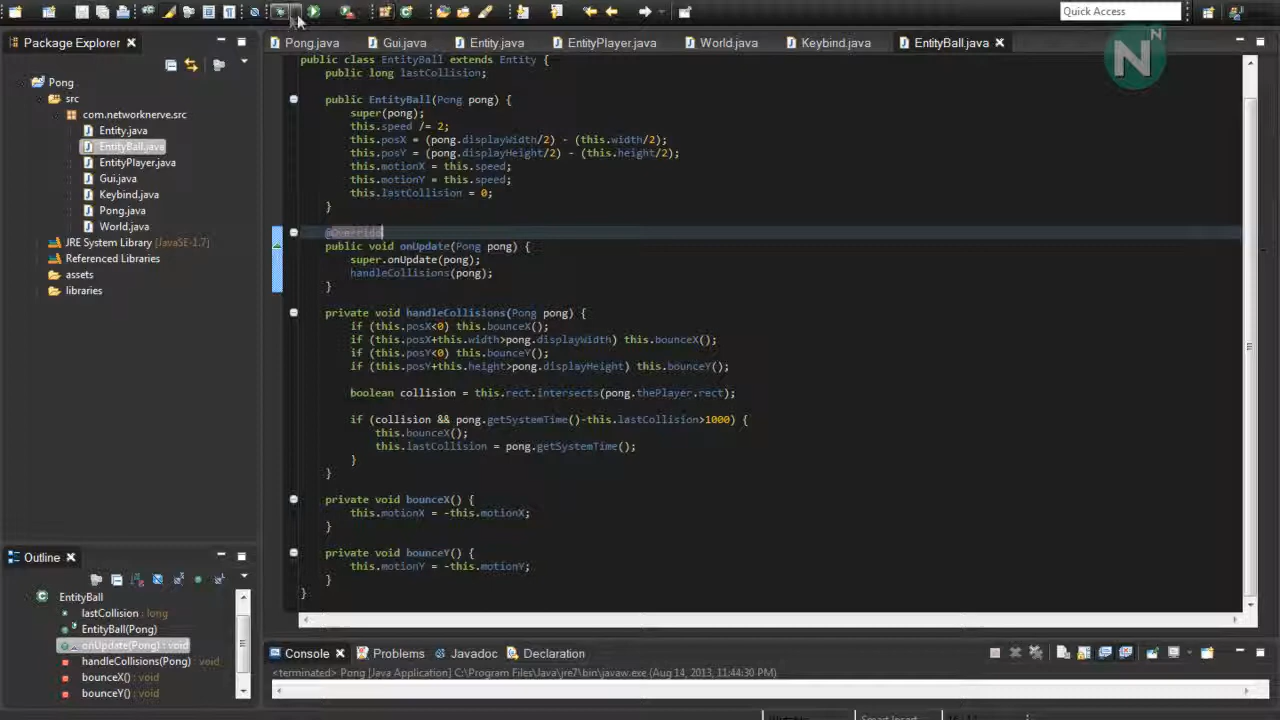 Quick Access
Package Explorer
Pong
src
com.networknerve.src
Entity.java
EntityBall.java
EntityPlayer.java
Gui.java
Keybind.java
Pong.java
World.java
JRE System Library [JavaSE-1.7]
Referenced Libraries
assets
libraries
Pong.java Gui.java Entity.java EntityPlayer.java World.java Keybind.java EntityBall.java
N N
public class EntityBall extends Entity {
public long lastCollision;
public EntityBall(Pong pong) {
super(pong);
this.speed /= 2;
this.posX = (pong.displayWidth/2) - (this.width/2);
this.posY = (pong.displayHeight/2) - (this.height/2);
this.motionX = this.speed;
this.motionY = this.speed;
this.lastCollision = 0;
}
@Override
public void onUpdate(Pong pong) {
super.onUpdate(pong);
handleCollisions(pong);
}
private void handleCollisions(Pong pong) {
if (this.posX<0) this.bounceX();
if (this.posX+this.width>pong.displayWidth) this.bounceX();
if (this.posY<0) this.bounceY();
if (this.posY+this.height>pong.displayHeight) this.bounceY();
boolean collision = this.rect.intersects(pong.thePlayer.rect);
if (collision && pong.getSystemTime()-this.lastCollision>1000) {
this.bounceX();
this.lastCollision = pong.getSystemTime();
}
}
private void bounceX() {
this.motionX = -this.motionX;
}
private void bounceY() {
this.motionY = -this.motionY;
}
}
Outline
EntityBall
lastCollision : long
EntityBall(Pong)
onUpdate(Pong) : void
handleCollisions(Pong) : void
bounceX() : void
bounceY() : void
Console Problems Javadoc Declaration
<terminated> Pong [Java Application] C:\Program Files\Java\jre7\bin\javaw.exe (Aug 14, 2013, 11:44:30 PM)